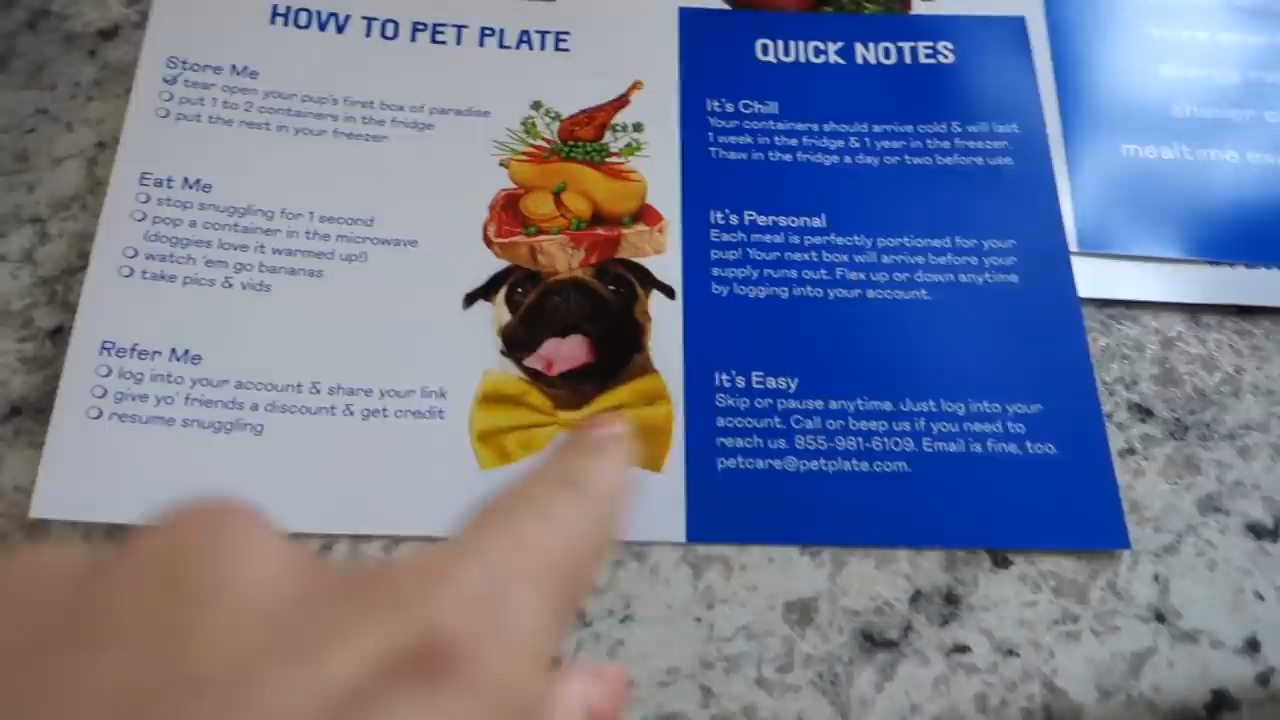 HOW TO PET PLATE
Store Me
tear open your pup's first box of paradise
put 1 to 2 containers in the fridge
put the rest in your freezer
Eat Me
stop snuggling for 1 second
pop a container in the microwave
(doggies love it warmed up!)
watch 'em go bananas
take pics & vids
Refer Me
log into your account & share your link
give yo' friends a discount & get credit
resume snuggling
QUICK NOTES
It's Chill
Your containers should arrive cold & will last
1 week in the fridge & 1 year in the freezer.
Thaw in the fridge a day or two before use.
It's Personal
Each meal is perfectly portioned for your
pup! Your next box will arrive before your
supply runs out. Flex up or down anytime
by logging into your account.
It's Easy
Skip or pause anytime. Just log into your
account. Call or beep us if you need to
reach us. 855-981-6109. Email is fine, too.
petcare@petplate.com.
mealtime